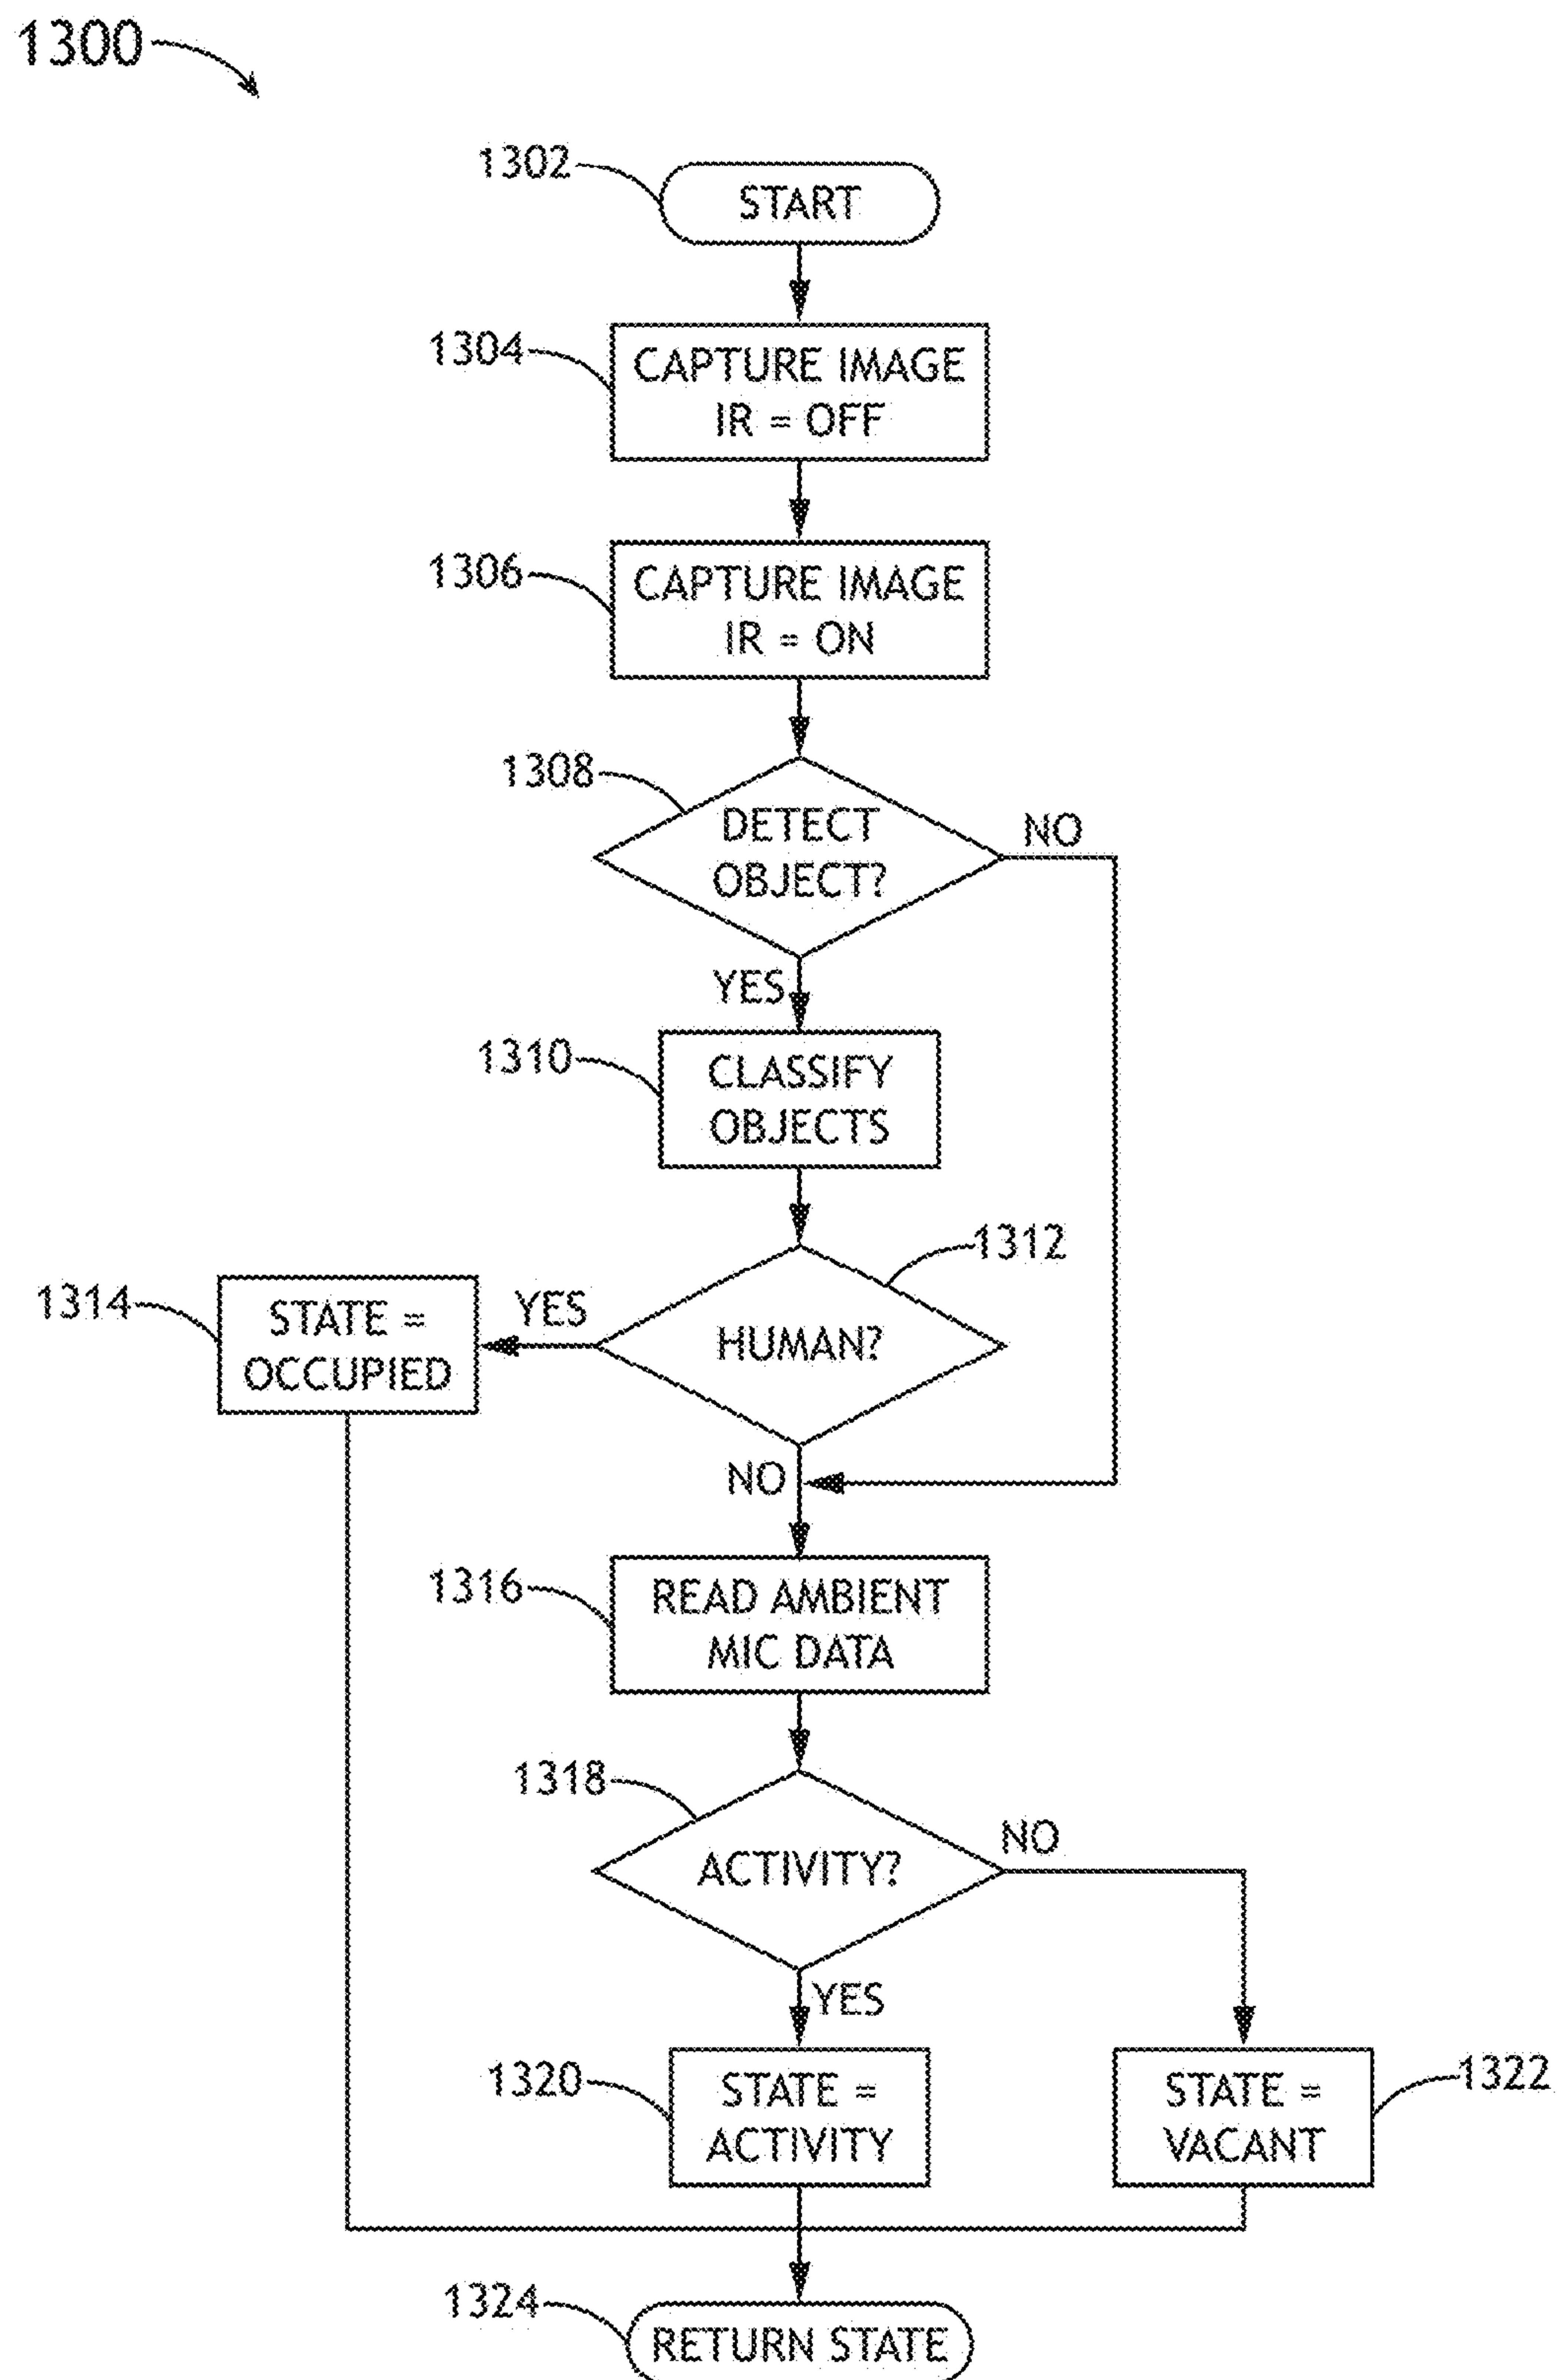 1300
1302
START
1304
CAPTURE IMAGE
IR = OFF
1306
CAPTURE IMAGE
IR = ON
1308
DETECT
OBJECT?
NO
YES
1310
CLASSIFY
OBJECTS
1312
1314
STATE =
OCCUPIED
YES
HUMAN?
NO
1316
READ AMBIENT
MIC DATA
1318
ACTIVITY?
NO
YES
1320
STATE =
ACTIVITY
STATE =
VACANT
1322
1324
RETURN STATE